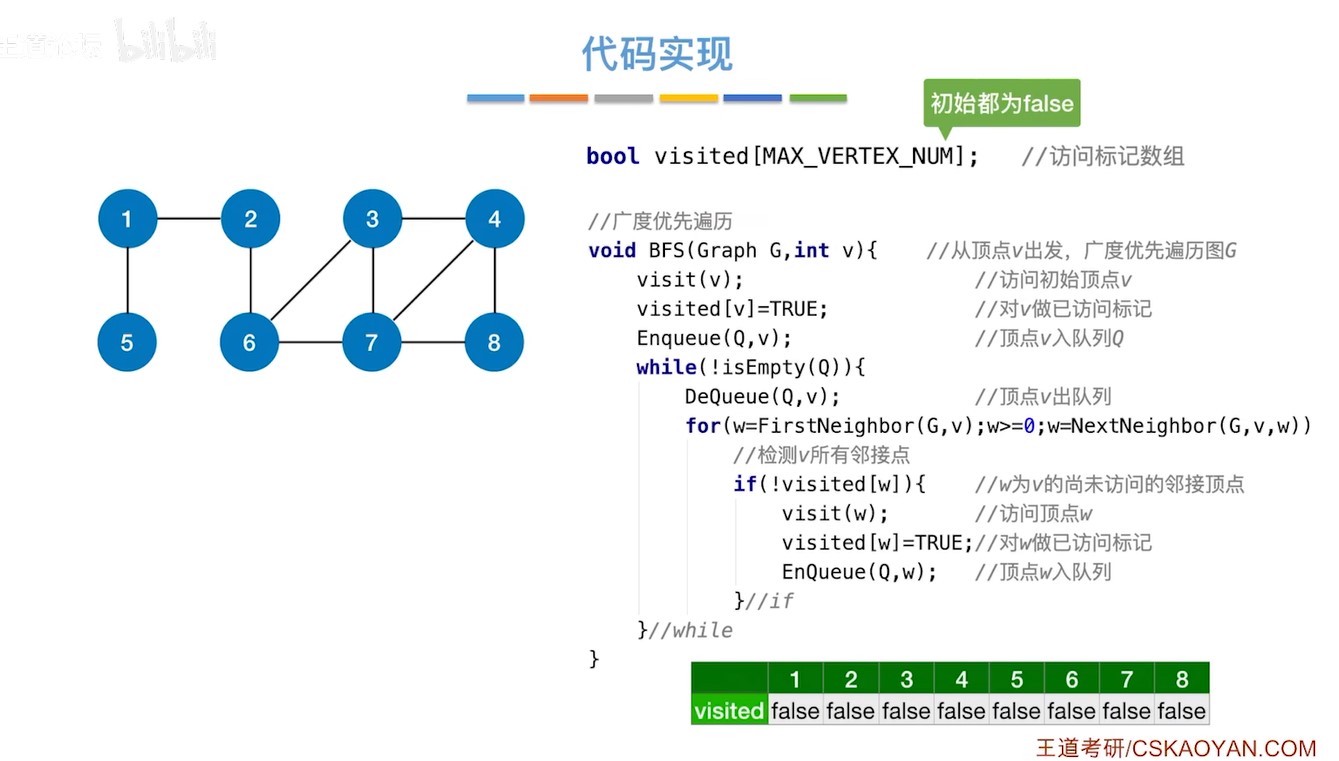 bilibili
代码实现
初始都为false
bool visited[MAX_VERTEX_NUM]; //访问标记数组
1 2 3 4
5 6 7 8
//广度优先遍历
void BFS(Graph G,int v){ //从顶点v出发，广度优先遍历图G
visit(v); //访问初始顶点v
visited[v]=TRUE; //对v做已访问标记
Enqueue(Q,v); //顶点v入队列Q
while(!isEmpty(Q)){
DeQueue(Q,v); //顶点v出队列
for(w=FirstNeighbor(G,v);w>=0;w=NextNeighbor(G,v,w))
//检测v所有邻接点
if(!visited[w]){ //w为v的尚未访问的邻接顶点
visit(w); //访问顶点w
visited[w]=TRUE;//对w做已访问标记
EnQueue(Q,w); //顶点w入队列
}//if
}//while
}
1 2 3 4 5 6 7 8
visited false false false false false false false false
王道考研/CSKAOYAN.COM